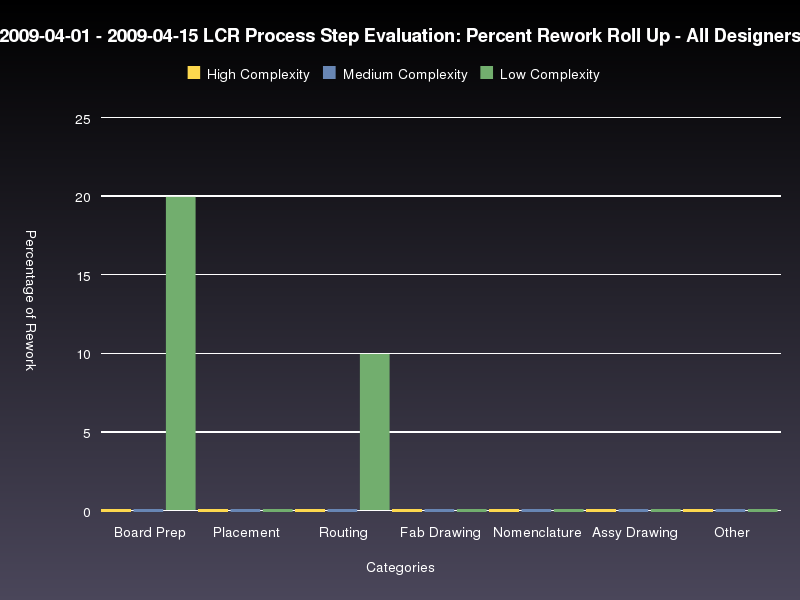 2009-04-01 - 2009-04-15 LCR Process Step Evaluation: Percent Rework Roll Up - All Designers
High Complexity Medium Complexity Low Complexity
25
20
15
10
5
0
Percentage of Rework
Board Prep Placement Routing Fab Drawing Nomenclature Assy Drawing Other
Categories